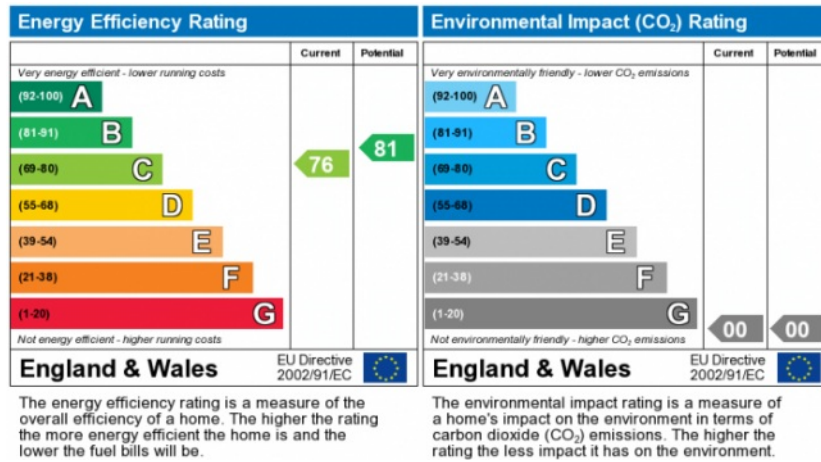 Energy Efficiency Rating
Current Potential
Very energy efficient - lower running costs
(92-100) A
(81-91) B
81
(69-80) C
76
(55-68) D
(39-54) E
(21-38) F
(1-20) G
Not energy efficient - higher running costs
England & Wales
EU Directive
2002/91/EC
The energy efficiency rating is a measure of the
overall efficiency of a home. The higher the rating
the more energy efficient the home is and the
lower the fuel bills will be.
Environmental Impact (CO₂) Rating
Current Potential
Very environmentally friendly - lower CO₂ emissions
(92-100) A
(81-91) B
(69-80) C
(55-68) D
(39-54) E
(21-38) F
(1-20) G
00 00
Not environmentally friendly - higher CO₂ emissions
England & Wales
EU Directive
2002/91/EC
The environmental impact rating is a measure of
a home's impact on the environment in terms of
carbon dioxide (CO₂) emissions. The higher the
rating the less impact it has on the environment.